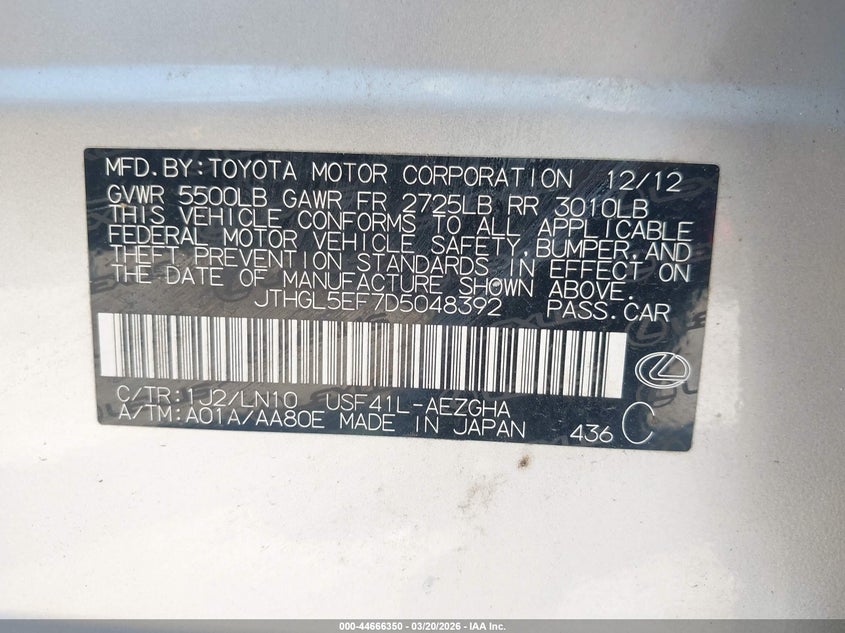 MFD.BY:TOYOTA MOTOR CORPORATION 12/12
GVWR 5500LB GAWR FR 2725LB RR 3010LB
THIS VEHICLE CONFORMS TO ALL APPLICABLE
FEDERAL MOTOR VEHICLE SAFETY,BUMPER,AND
THEFT PREVENTION STANDARDS IN EFFECT ON
THE DATE OF MANUFACTURE SHOWN ABOVE.
JTHGL5EF7D5048392 PASS.CAR
C/TR:1J2/LN10 USF41L-AEZGHA
A/TM:A01A/AA80E MADE IN JAPAN 436 C
000-44666350 - 03/20/2026 - IAA Inc.